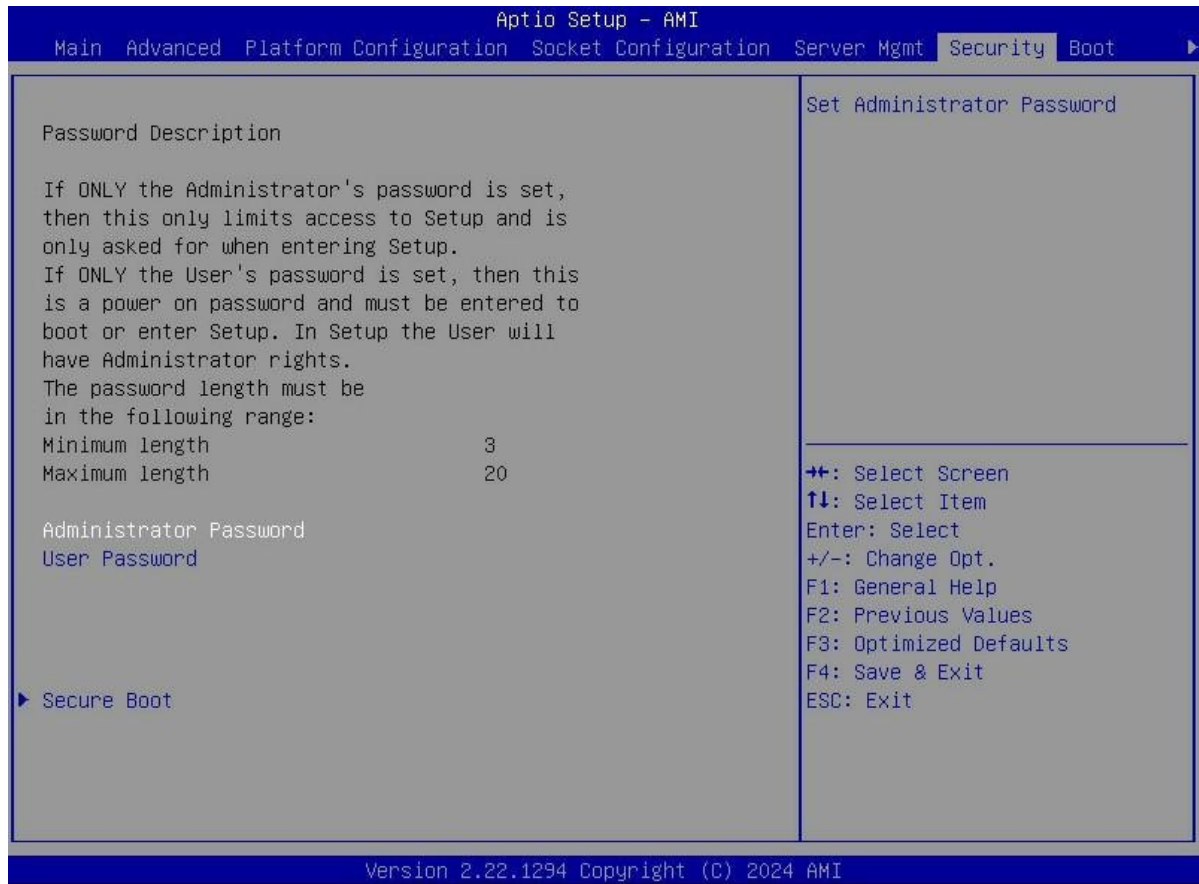 Aptio Setup – AMI
Main Advanced Platform Configuration Socket Configuration Server Mgmt Security Boot
Password Description
If ONLY the Administrator's password is set,
then this only limits access to Setup and is
only asked for when entering Setup.
If ONLY the User's password is set, then this
is a power on password and must be entered to
boot or enter Setup. In Setup the User will
have Administrator rights.
The password length must be
in the following range:
Minimum length 3
Maximum length 20
Administrator Password
User Password
Secure Boot
Set Administrator Password
→←: Select Screen
↑↓: Select Item
Enter: Select
+/-: Change Opt.
F1: General Help
F2: Previous Values
F3: Optimized Defaults
F4: Save & Exit
ESC: Exit
Version 2.22.1294 Copyright (C) 2024 AMI